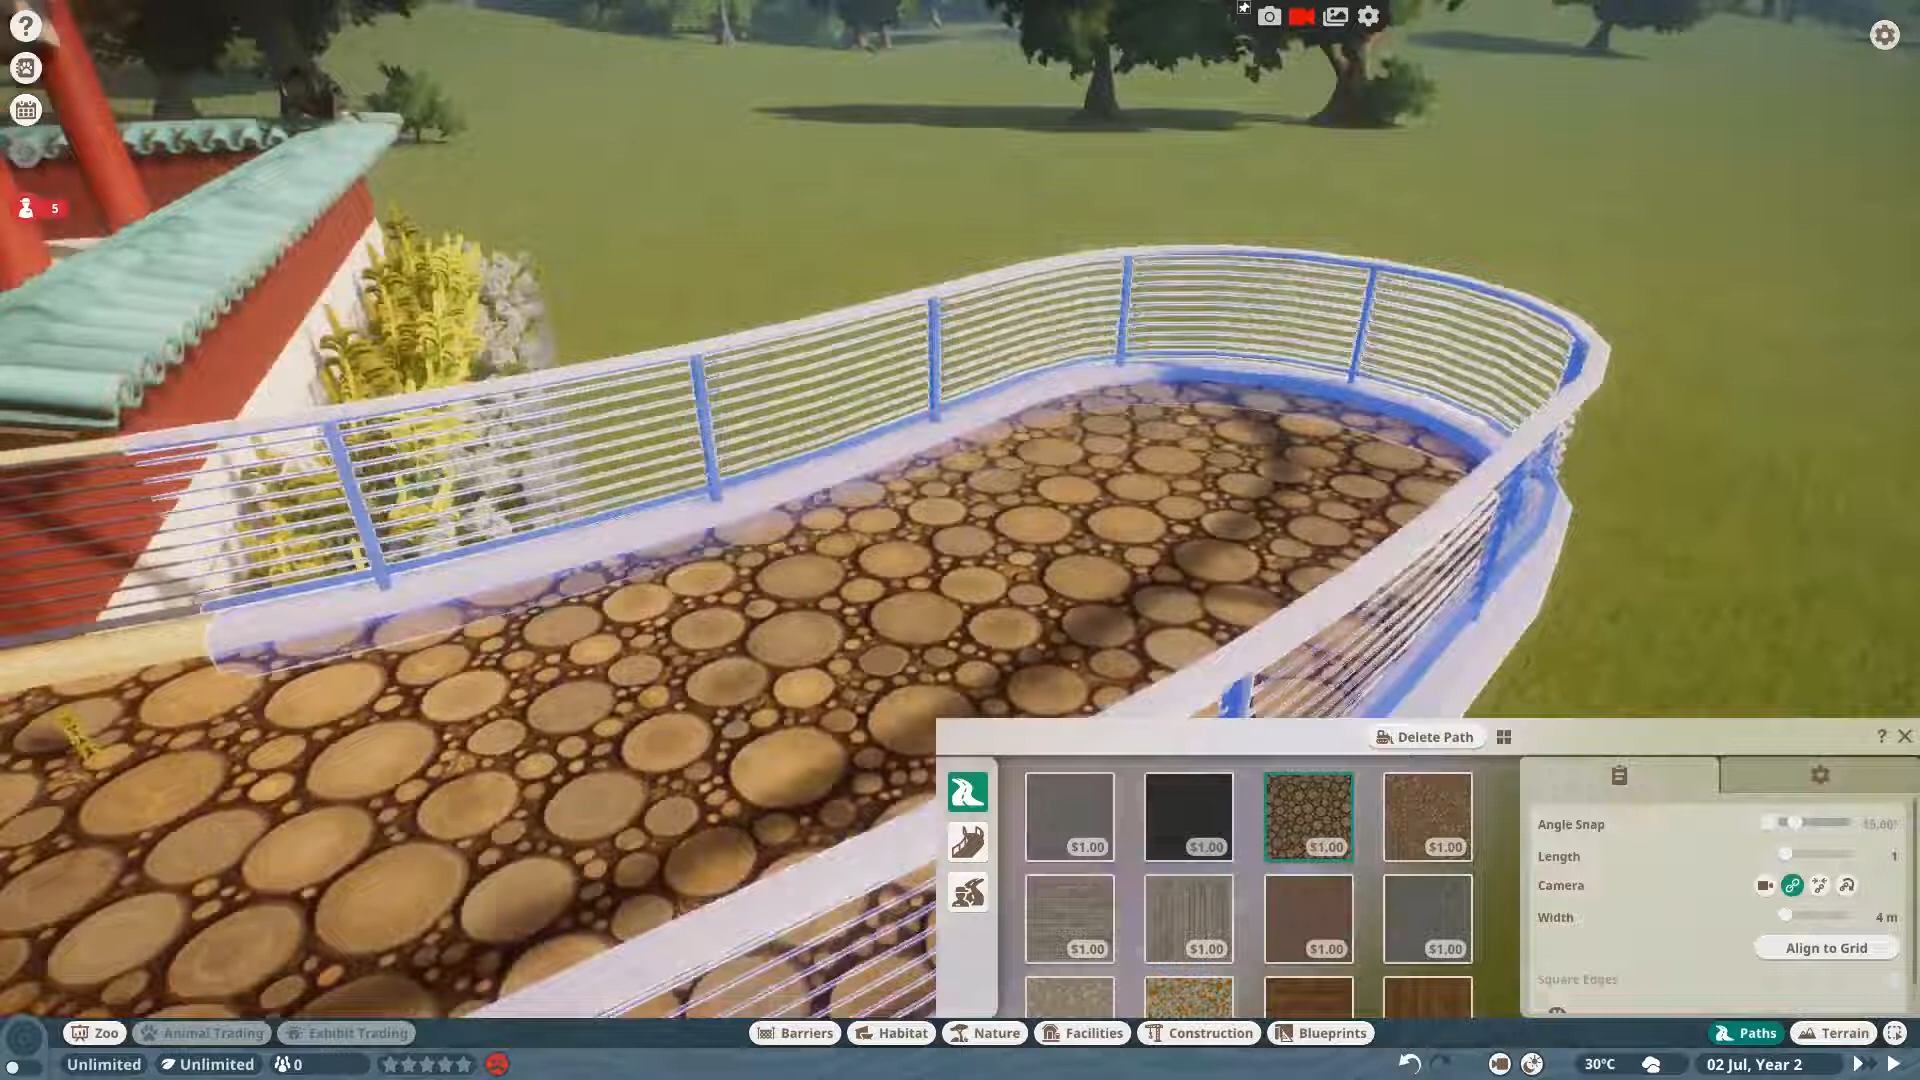 ?
5
Delete Path
?
$1.00 $1.00 $1.00 $1.00
$1.00 $1.00 $1.00 $1.00
Angle Snap 15.00°
Length 1
Camera
Width 4 m
Align to Grid
Square Edges
Zoo Animal Trading Exhibit Trading Barriers Habitat Nature Facilities Construction Blueprints Paths Terrain
Unlimited Unlimited 0 30°C 02 Jul, Year 2